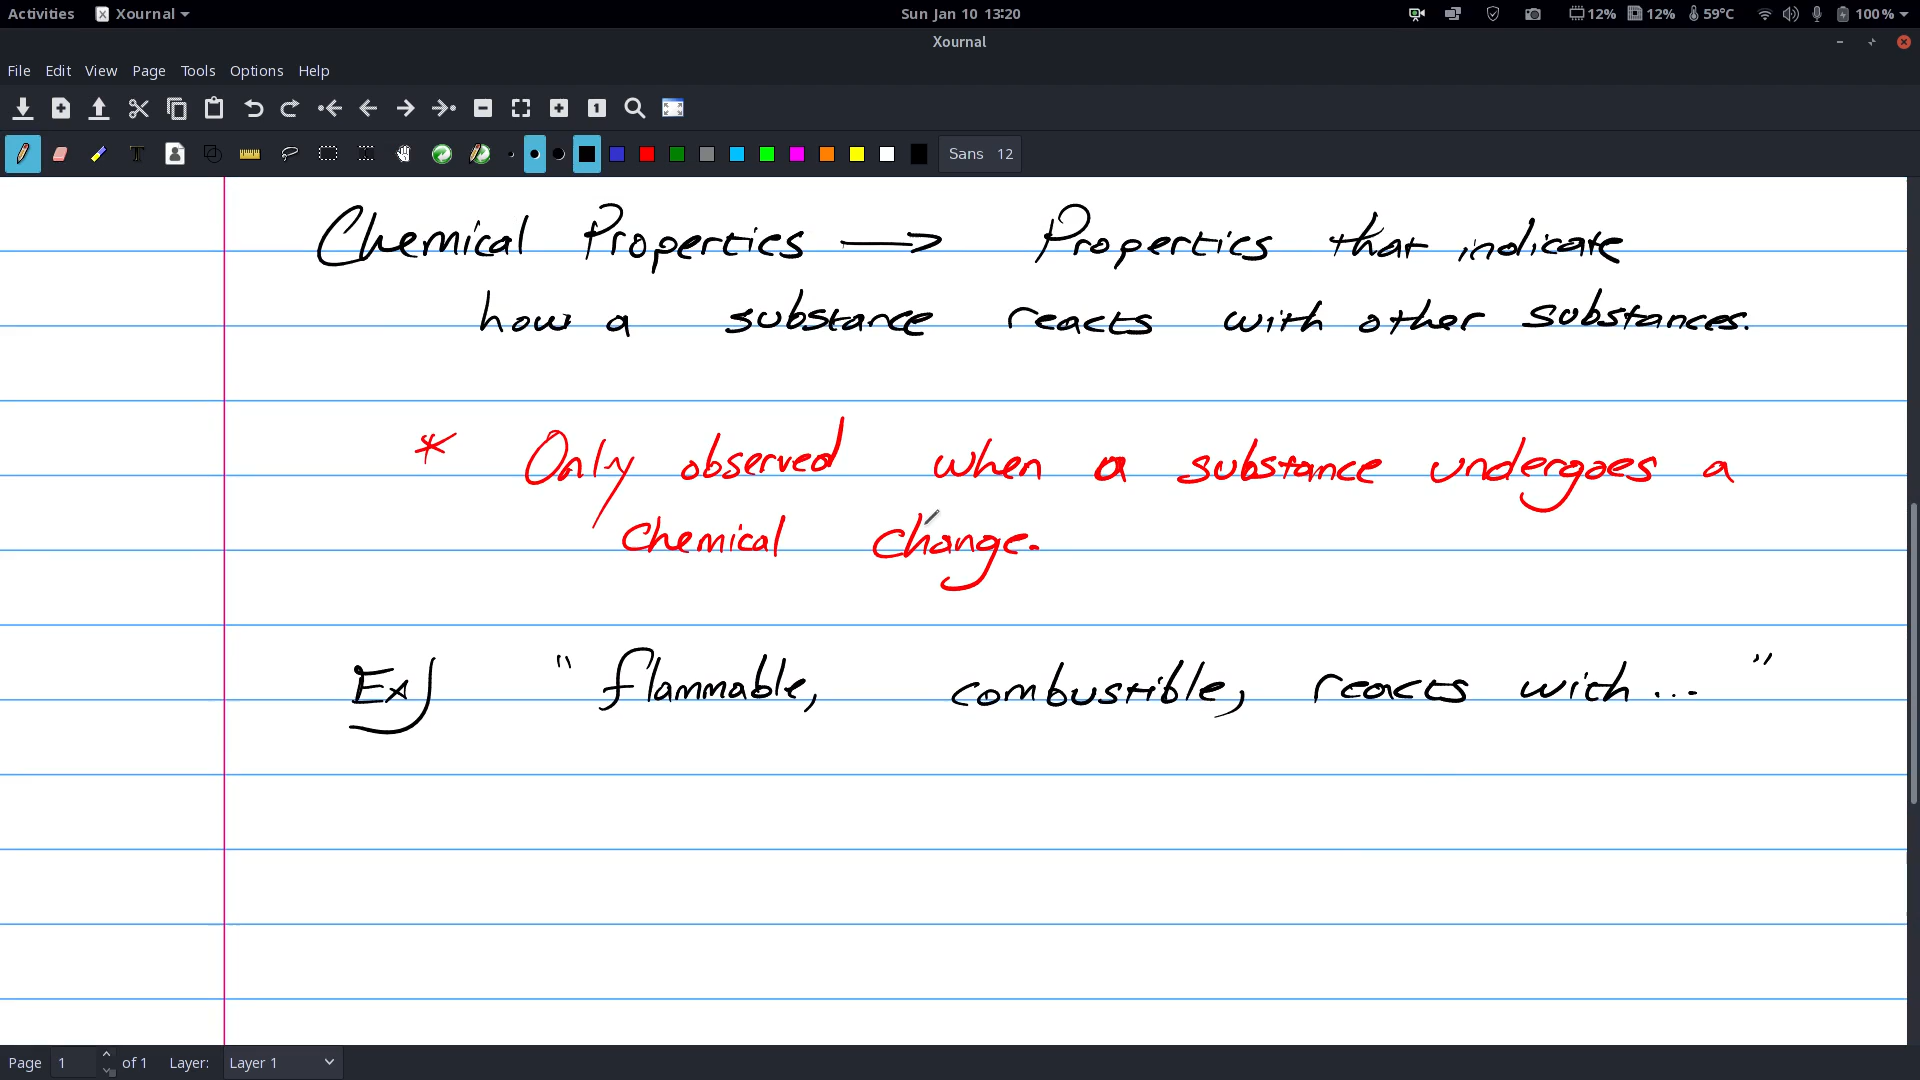 Activities Xournal Sun Jan 10 13:20 12% 12% 59°C 100%
Xournal
File Edit View Page Tools Options Help
Sans 12
Chemical Properties → Properties that indicate
how a substance reacts with other substances.
* Only observed when a substance undergoes a
chemical change.
Ex) " flammable, combustible, reacts with... "
Page 1 of 1 Layer: Layer 1